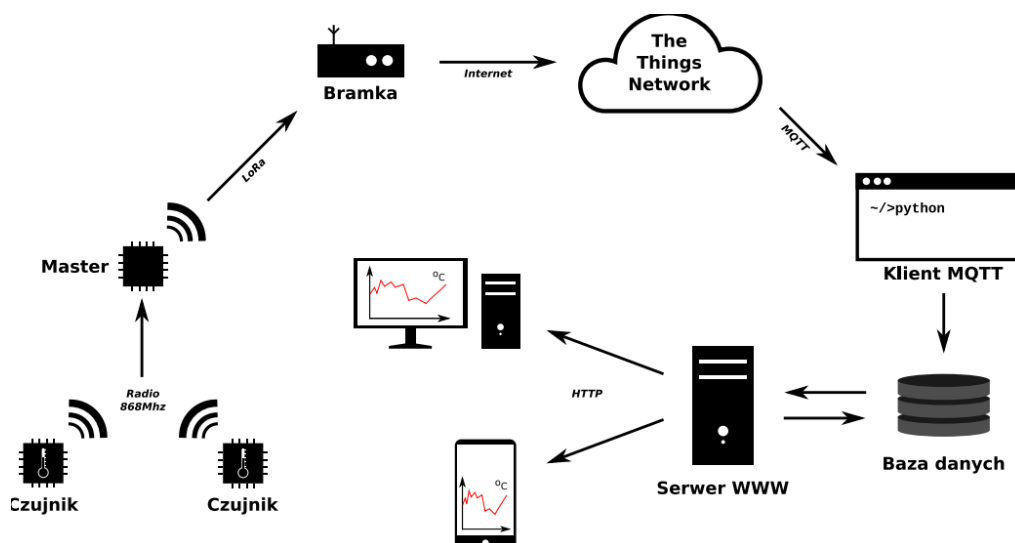 The
Things
Network
Internet
Bramka
MQTT
LoRa
~/>python
Master
Klient MQTT
°C
Radio
868Mhz
HTTP
°C
Czujnik
Czujnik
Serwer WWW
Baza danych